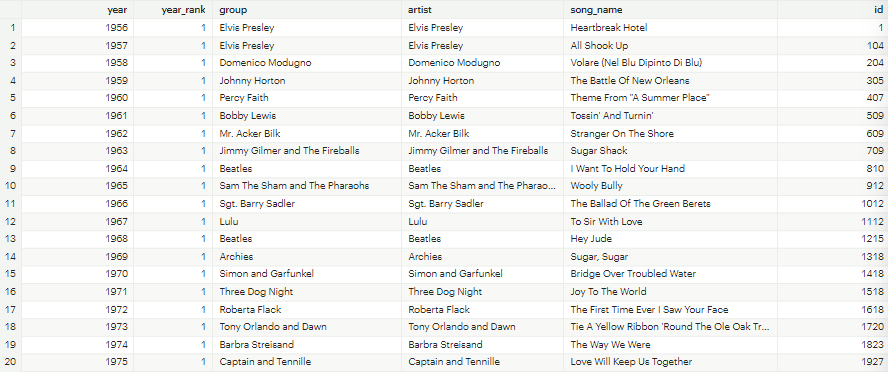 year year_rank group artist song_name id
1 1956 1 Elvis Presley Elvis Presley Heartbreak Hotel 1
2 1957 1 Elvis Presley Elvis Presley All Shook Up 104
3 1958 1 Domenico Modugno Domenico Modugno Volare (Nel Blu Dipinto Di Blu) 204
4 1959 1 Johnny Horton Johnny Horton The Battle Of New Orleans 305
5 1960 1 Percy Faith Percy Faith Theme From "A Summer Place" 407
6 1961 1 Bobby Lewis Bobby Lewis Tossin' And Turnin' 509
7 1962 1 Mr. Acker Bilk Mr. Acker Bilk Stranger On The Shore 609
8 1963 1 Jimmy Gilmer and The Fireballs Jimmy Gilmer and The Fireballs Sugar Shack 709
9 1964 1 Beatles Beatles I Want To Hold Your Hand 810
10 1965 1 Sam The Sham and The Pharaohs Sam The Sham and The Pharao... Wooly Bully 912
11 1966 1 Sgt. Barry Sadler Sgt. Barry Sadler The Ballad Of The Green Berets 1012
12 1967 1 Lulu Lulu To Sir With Love 1112
13 1968 1 Beatles Beatles Hey Jude 1215
14 1969 1 Archies Archies Sugar, Sugar 1318
15 1970 1 Simon and Garfunkel Simon and Garfunkel Bridge Over Troubled Water 1418
16 1971 1 Three Dog Night Three Dog Night Joy To The World 1518
17 1972 1 Roberta Flack Roberta Flack The First Time Ever I Saw Your Face 1618
18 1973 1 Tony Orlando and Dawn Tony Orlando and Dawn Tie A Yellow Ribbon 'Round The Ole Oak Tr... 1720
19 1974 1 Barbra Streisand Barbra Streisand The Way We Were 1823
20 1975 1 Captain and Tennille Captain and Tennille Love Will Keep Us Together 1927